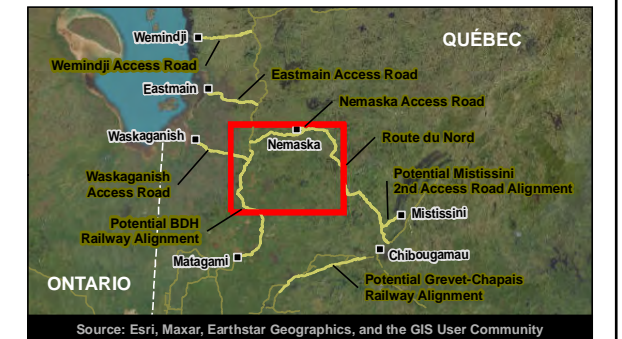 Wemindji
QUÉBEC
Wemindji Access Road
Eastmain Access Road
Eastmain
Nemaska Access Road
Waskaganish
Nemaska
Route du Nord
Waskaganish
Access Road
Potential Mistissini
2nd Access Road Alignment
Mistissini
Potential BDH
Railway Alignment
Matagami
Chibougamau
ONTARIO
Potential Grevet-Chapais
Railway Alignment
Source: Esri, Maxar, Earthstar Geographics, and the GIS User Community